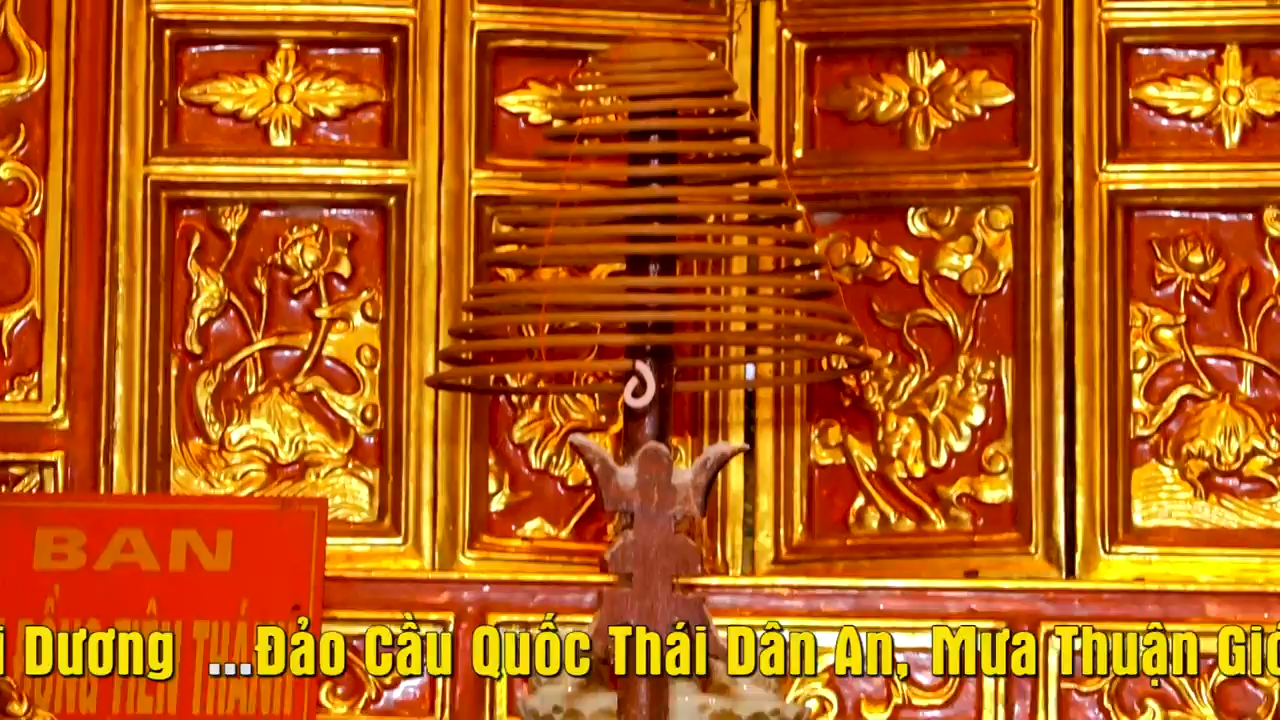 BAN
i Dương ...Đảo Cầu Quốc Thái Dân An, Mưa Thuận Gió